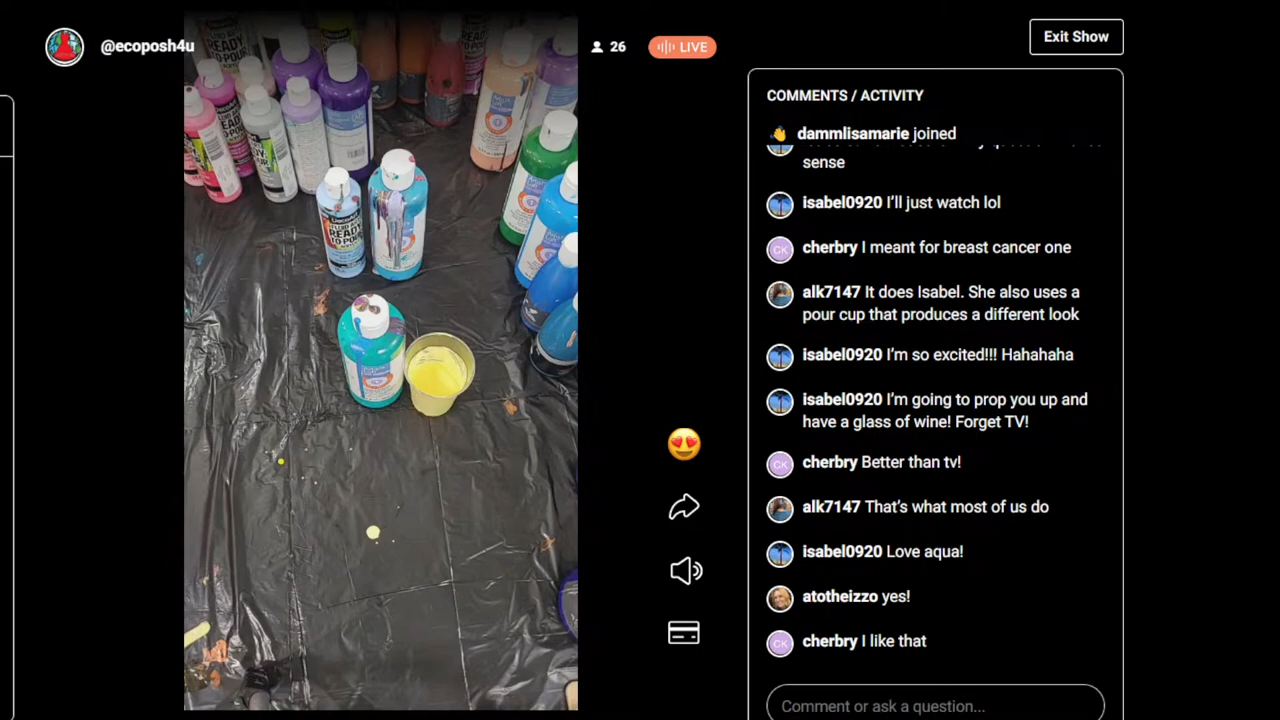 @ecoposh4u
26
LIVE
Exit Show
COMMENTS / ACTIVITY
dammlisamarie joined
sense
isabel0920 I'll just watch lol
cherbry I meant for breast cancer one
alk7147 It does Isabel. She also uses a
pour cup that produces a different look
isabel0920 I'm so excited!!! Hahahaha
isabel0920 I'm going to prop you up and
have a glass of wine! Forget TV!
CK
cherbry Better than tv!
alk7147 That's what most of us do
isabel0920 Love aqua!
atotheizzo yes!
CK
cherbry I like that
Comment or ask a question...
READY
TO POUR
READY
TO POUR